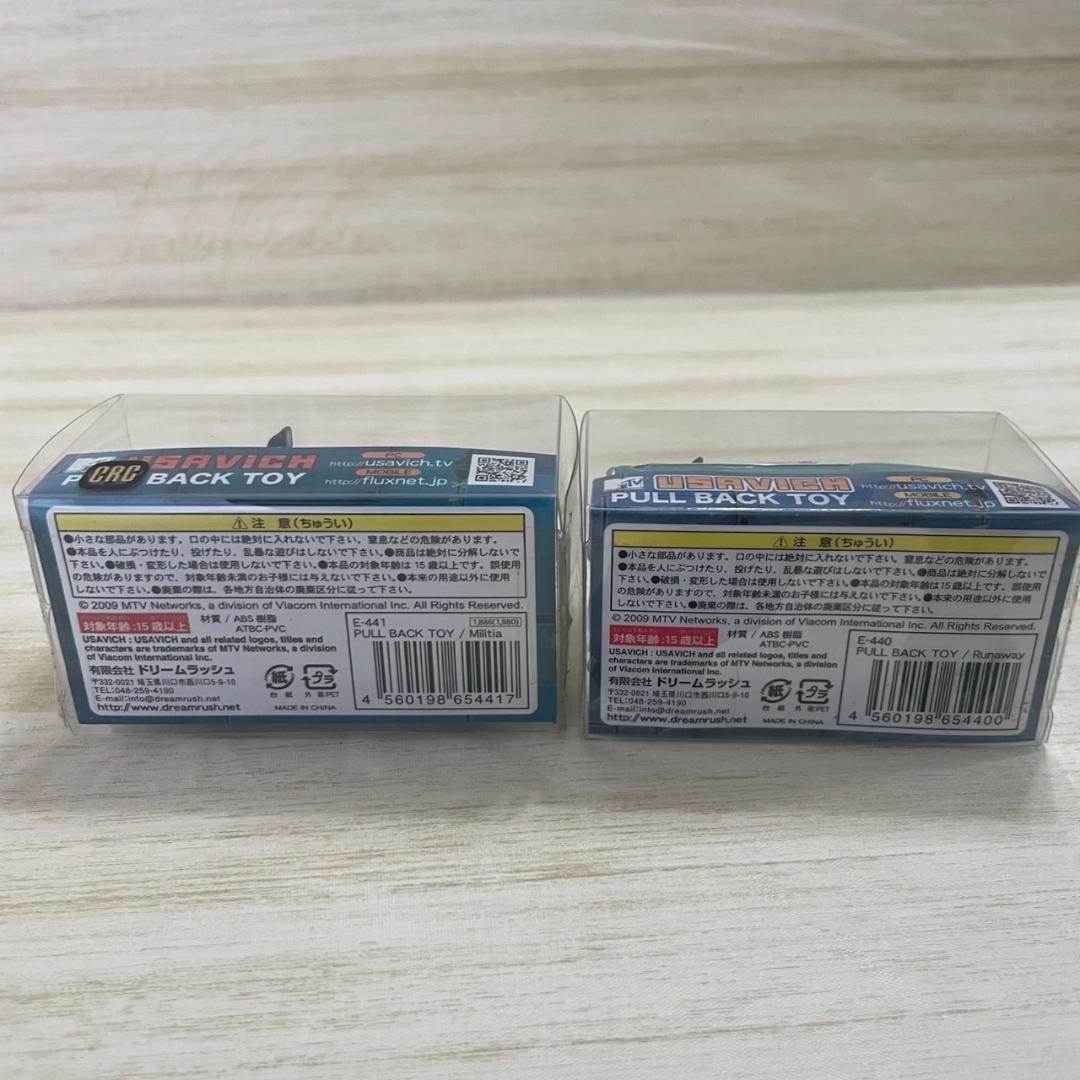 USAVICH
PC
http://usavich.tv
MOBILE
http://fluxnet.jp
CRC
P BACK TOY
⚠注 意(ちゅうい)
●小さな部品があります。口の中には絶対に入れないで下さい。窒息などの危険があります。
●本品を人にぶつけたり、投げたり、乱暴な遊びはしないで下さい。●商品は絶対に分解しない
で下さい。●破損・変形した場合は使用しないで下さい。●本品の対象年齢は15歳以上です。誤使用
の危険がありますので、対象年齢未満のお子様には与えないで下さい。●本来の用途以外に使用
しないで下さい。●廃棄の際は、各地方自治体の廃棄区分に従って下さい。
© 2009 MTV Networks, a division of Viacom International Inc. All Rights Reserved.
対象年齢:15歳以上
材質/ABS樹脂
ATBC-PVC
USAVICH : USAVICH and all related logos, titles and
characters are trademarks of MTV Networks, a division
of Viacom International Inc.
有限会社 ドリームラッシュ
〒332-0021 埼玉県川口市西川口5-9-10
TEL:048-259-4190
E-mail:info@dreamrush.net
http://www.dreamrush.net
紙
台 紙
プラ
外 装PET
MADE IN CHINA
E-441
1,886(1,980)
PULL BACK TOY / Militia
4 560198 654417
MTV
USAVICH
PC
http://usavich.tv
MOBILE
http://fluxnet.jp
PULL BACK TOY
⚠注 意(ちゅうい)
●小さな部品があります。口の中には絶対に入れないで下さい。窒息などの危険があります。
●本品を人にぶつけたり、投げたり、乱暴な遊びはしないで下さい。●商品は絶対に分解しない
で下さい。●破損・変形した場合は使用しないで下さい。●本品の対象年齢は15歳以上です。誤使用
の危険がありますので、対象年齢未満のお子様には与えないで下さい。●本来の用途以外に使用
しないで下さい。●廃棄の際は、各地方自治体の廃棄区分に従って下さい。
© 2009 MTV Networks, a division of Viacom International Inc. All Rights Reserved.
対象年齢:15歳以上
材質/ABS樹脂
ATBC-PVC
USAVICH : USAVICH and all related logos, titles and
characters are trademarks of MTV Networks, a division
of Viacom International Inc.
有限会社 ドリームラッシュ
〒332-0021 埼玉県川口市西川口5-9-10
TEL:048-259-4190
E-mail:info@dreamrush.net
http://www.dreamrush.net
紙
台 紙
プラ
外 装PET
MADE IN CHINA
E-440
PULL BACK TOY / Runaway
4 560198 654400